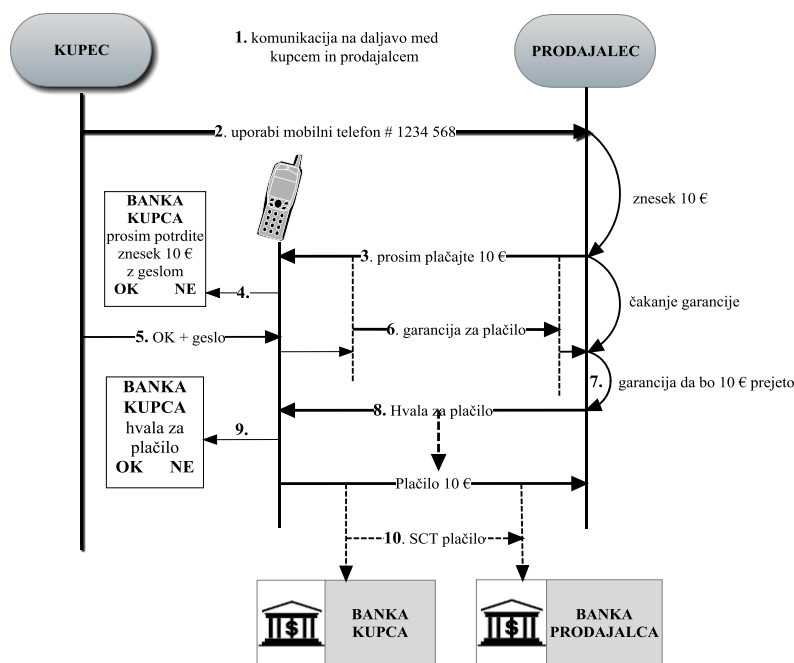 KUPEC
1. komunikacija na daljavo med
kupcem in prodajalcem
PRODAJALEC
2. uporabi mobilni telefon # 1234 568
znesek 10 €
BANKA
KUPCA
prosim potrdite
znesek 10 €
z geslom
OK NE
3. prosim plačajte 10 €
4.
čakanje garancije
5. OK + geslo
6. garancija za plačilo
7. garancija da bo 10 € prejeto
BANKA
KUPCA
hvala za
plačilo
OK NE
8. Hvala za plačilo
9.
Plačilo 10 €
10. SCT plačilo
BANKA
KUPCA
BANKA
PRODAJALCA